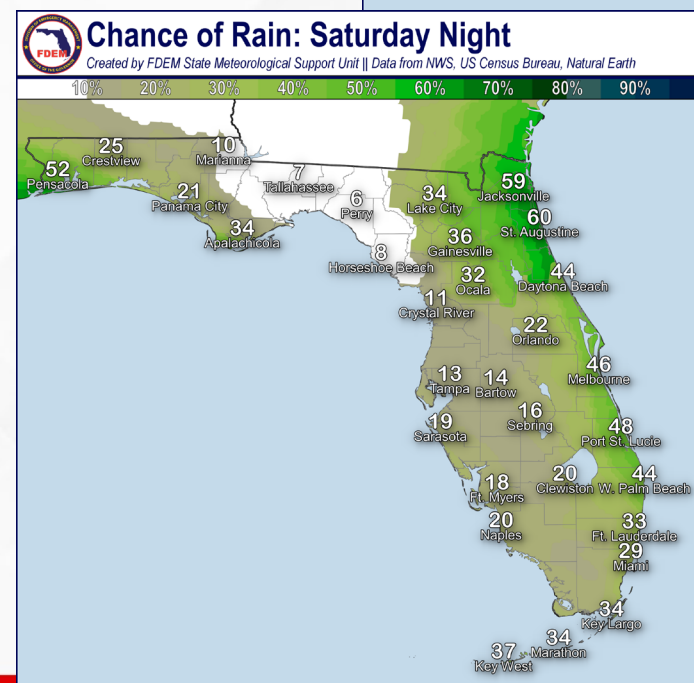 FDEM
Chance of Rain: Saturday Night
Created by FDEM State Meteorological Support Unit || Data from NWS, US Census Bureau, Natural Earth
10% 20% 30% 40% 50% 60% 70% 80% 90%
25
Crestview
10
Marianna
52
Pensacola
7
Tallahassee
21
Panama City
6
Perry
34
Lake City
59
Jacksonville
34
Apalachicola
60
St. Augustine
36
Gainesville
8
Horseshoe Beach
32
Ocala
44
Daytona Beach
11
Crystal River
22
Orlando
13
Tampa
14
Bartow
46
Melbourne
19
Sarasota
16
Sebring
48
Port St. Lucie
18
Ft. Myers
20
Clewiston
44
W. Palm Beach
20
Naples
33
Ft. Lauderdale
29
Miami
34
Key Largo
34
Marathon
37
Key West